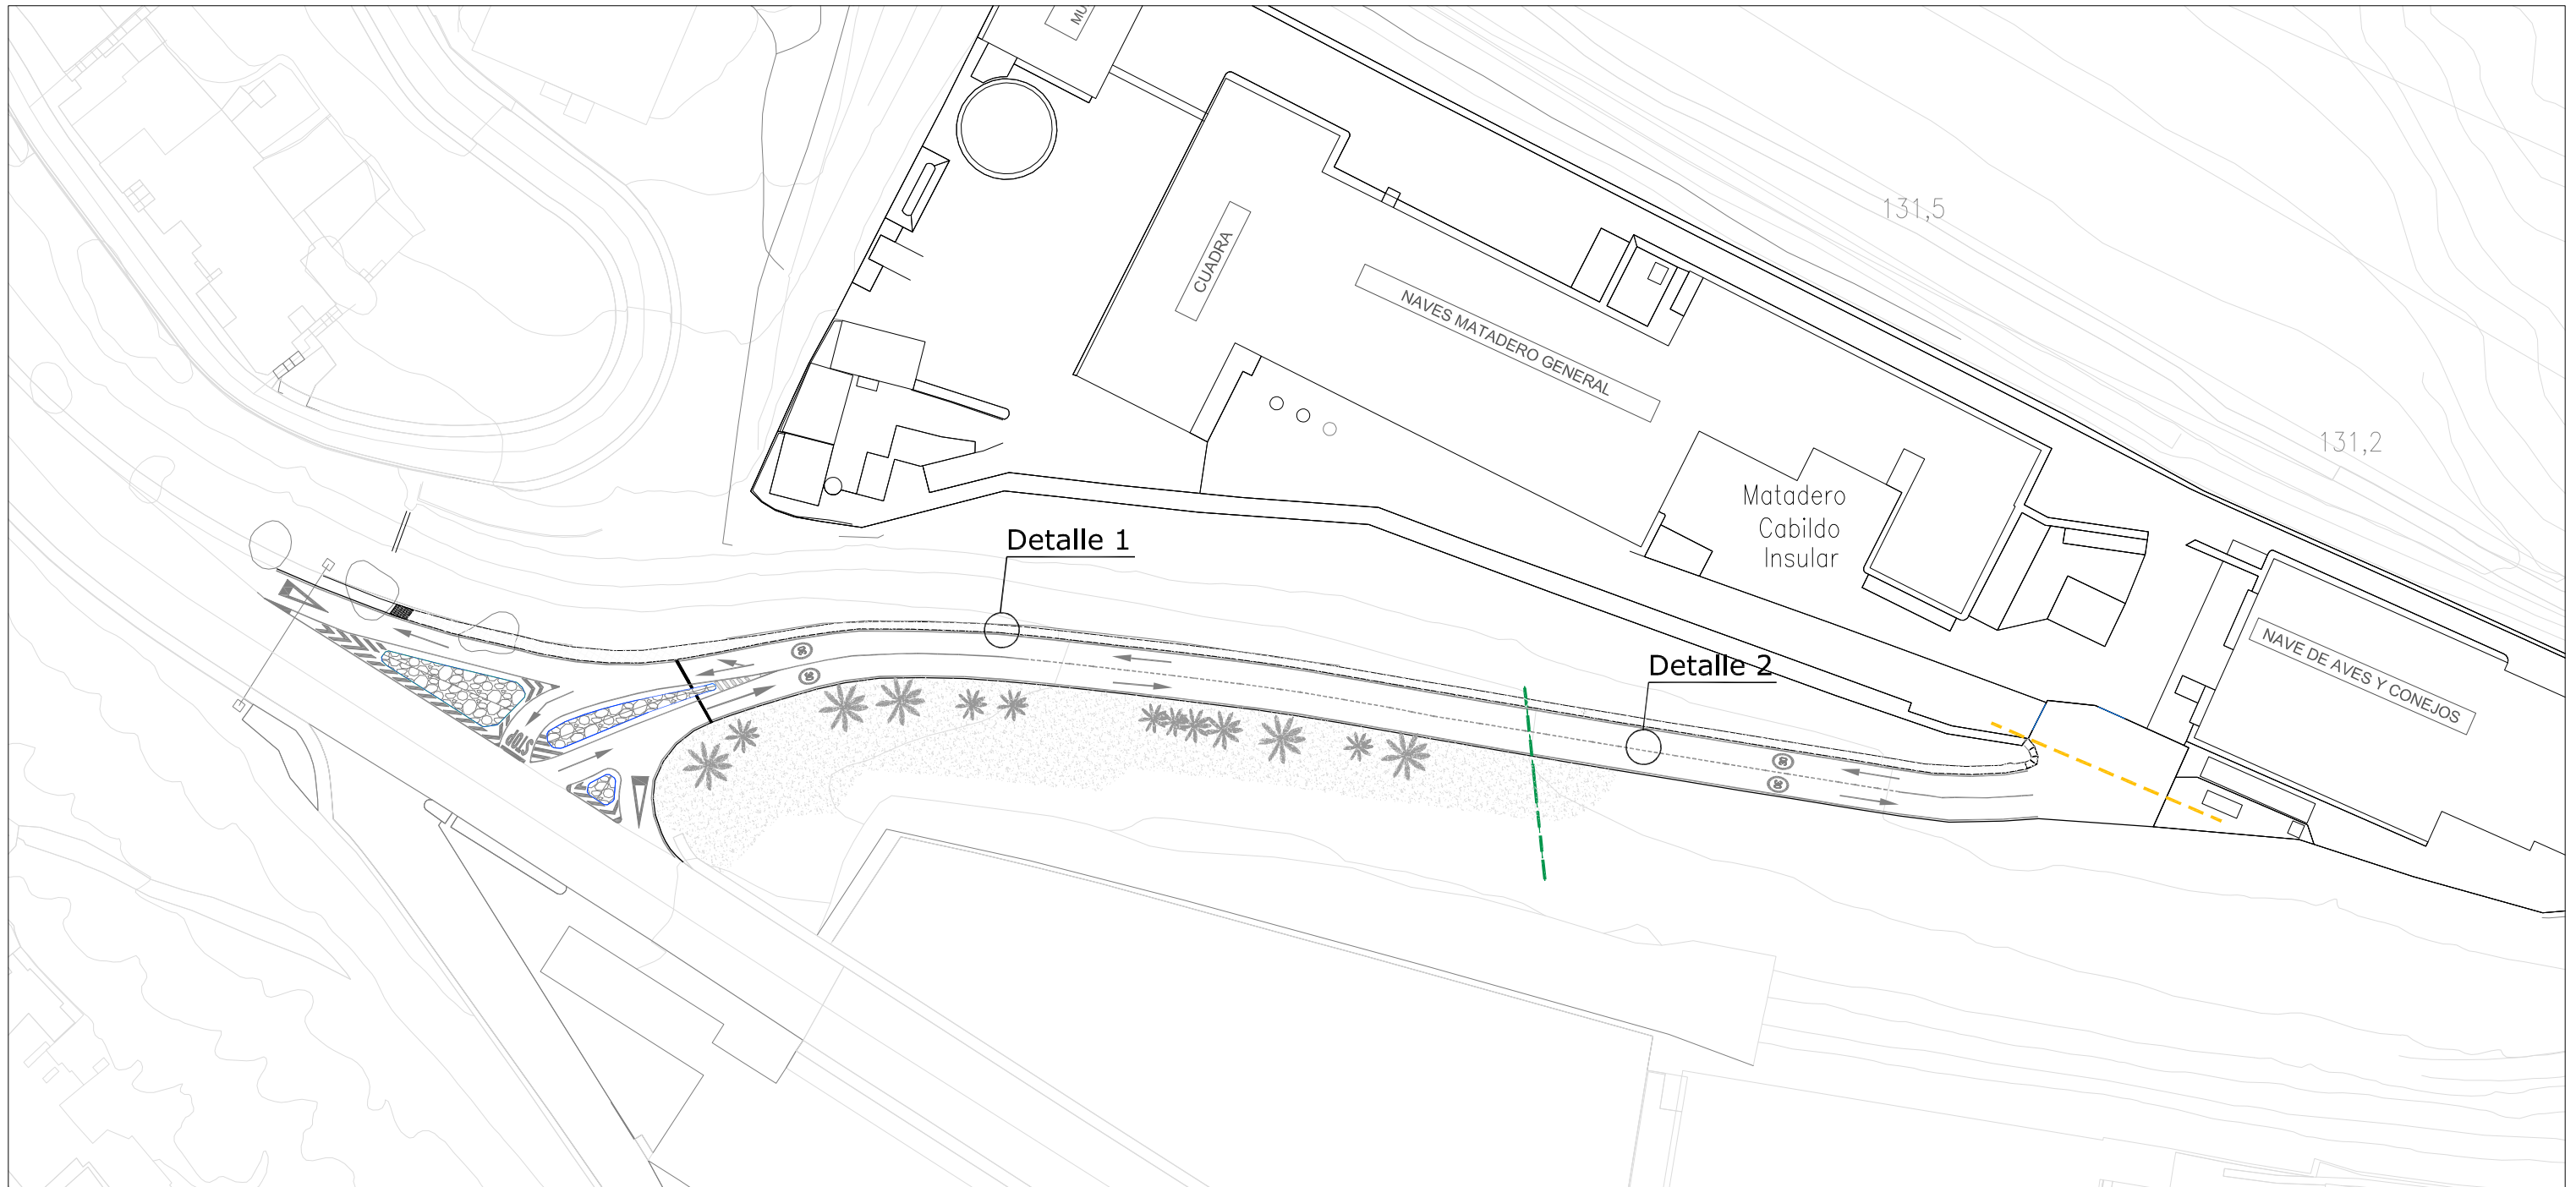 MU
131,5
CUADRA
NAVES MATADERO GENERAL
131,2
Matadero
Cabildo
Insular
Detalle 1
Detalle 2
NAVE DE AVES Y CONEJOS
STOP